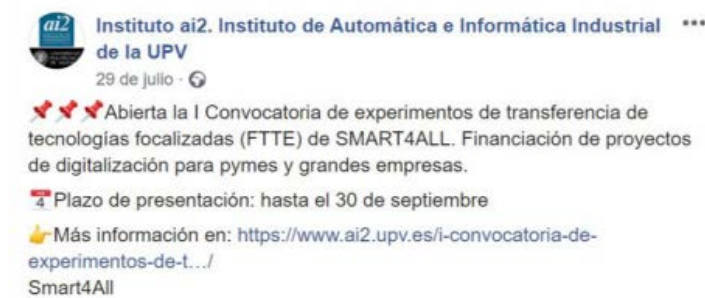 ai2
Instituto ai2. Instituto de Automática e Informática Industrial
de la UPV
29 de julio ·
Abierta la I Convocatoria de experimentos de transferencia de
tecnologías focalizadas (FTTE) de SMART4ALL. Financiación de proyectos
de digitalización para pymes y grandes empresas.
Plazo de presentación: hasta el 30 de septiembre
Más información en: https://www.ai2.upv.es/i-convocatoria-de-
experimentos-de-t…/
Smart4All